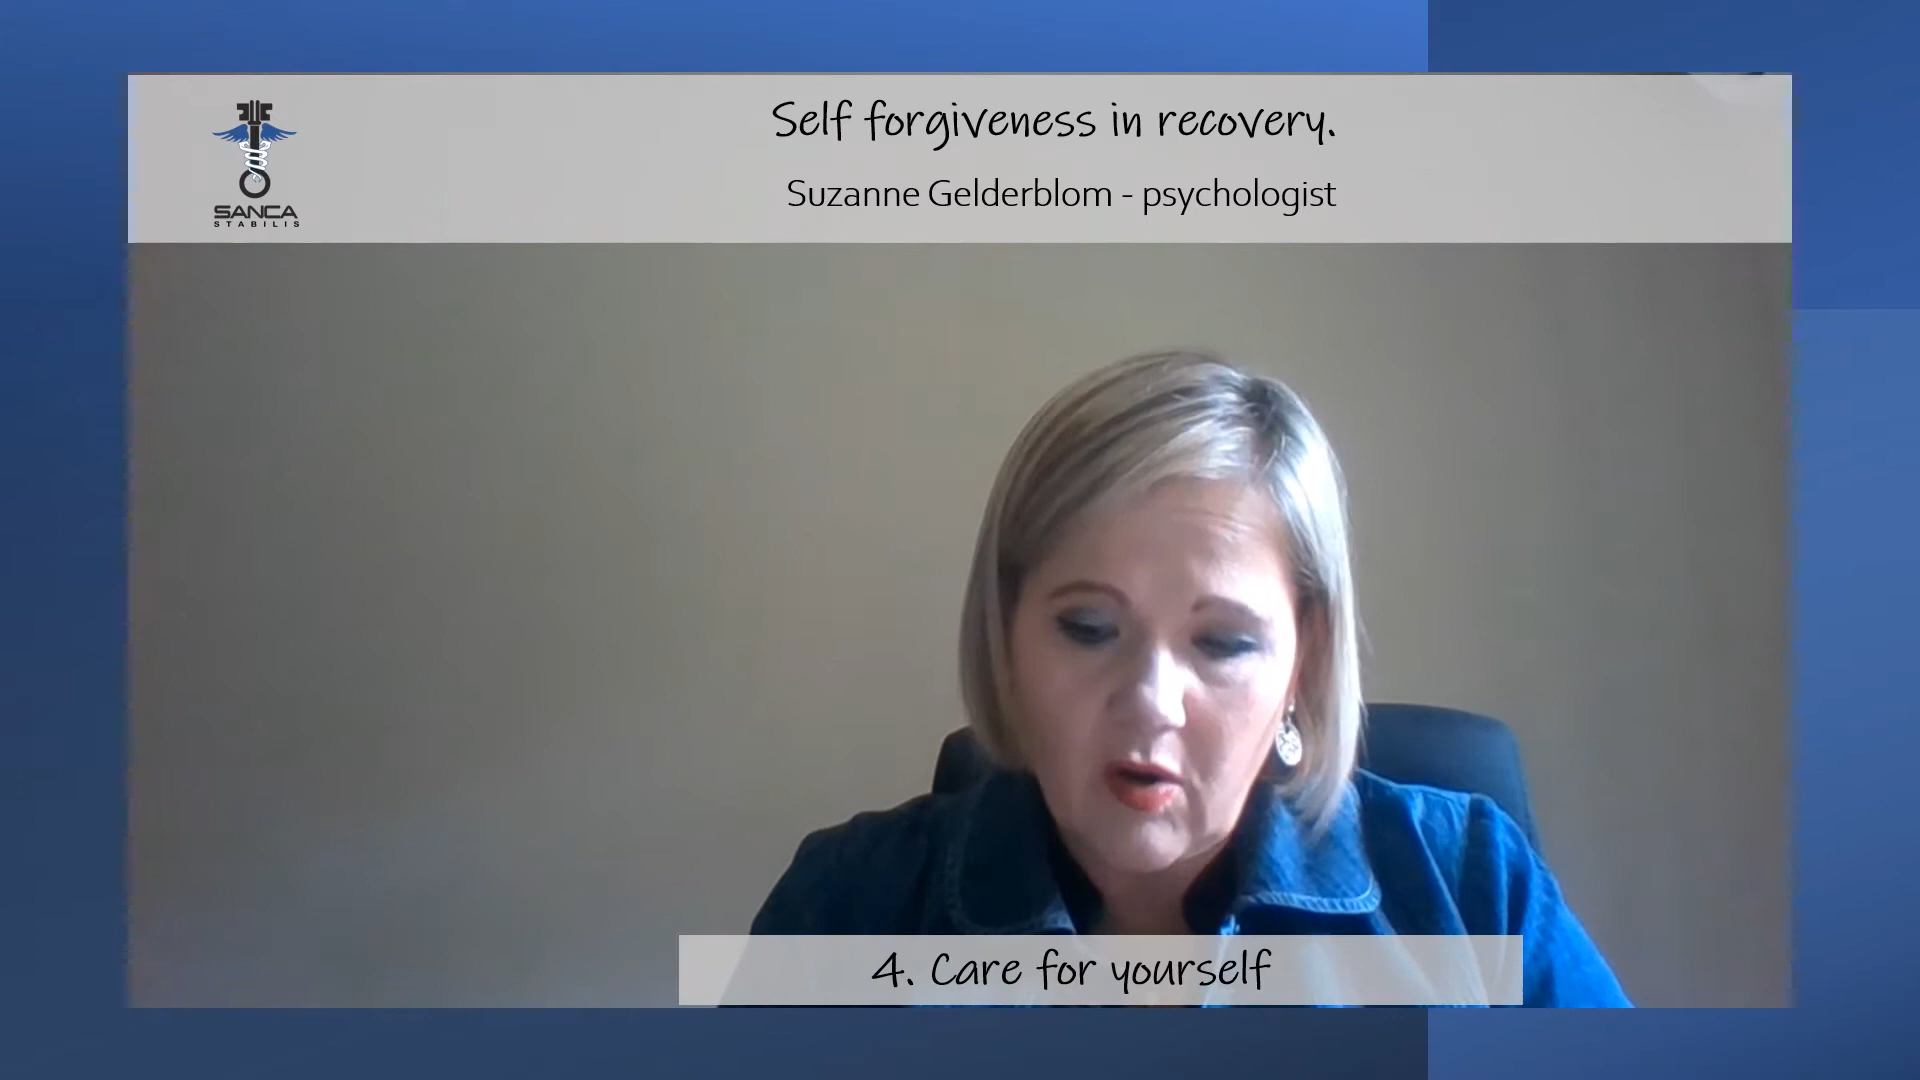 Self forgiveness in recovery.
Suzanne Gelderblom - psychologist
SANCA
STABILIS
4. Care for yourself